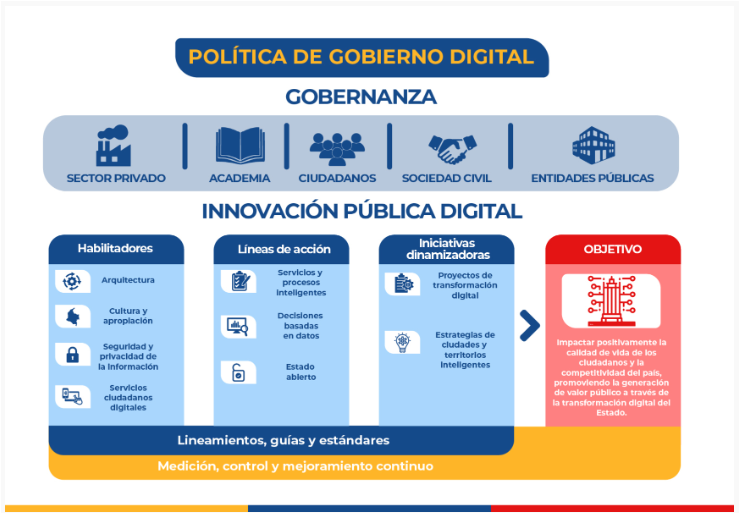 POLÍTICA DE GOBIERNO DIGITAL
GOBERNANZA
SECTOR PRIVADO
ACADEMIA
CIUDADANOS
SOCIEDAD CIVIL
ENTIDADES PÚBLICAS
INNOVACIÓN PÚBLICA DIGITAL
Habilitadores
Arquitectura
Cultura y
apropiación
Seguridad y
privacidad de
la Información
Servicios
ciudadanos
digitales
Líneas de acción
Servicios y
procesos
inteligentes
Decisiones
basadas
en datos
Estado
abierto
Iniciativas
dinamizadoras
Proyectos de
transformación
digital
Estrategias de
ciudades y
territorios
inteligentes
OBJETIVO
Impactar positivamente la
calidad de vida de los
ciudadanos y la
competitividad del país,
promoviendo la generación
de valor público a través de
la transformación digital del
Estado.
Lineamientos, guías y estándares
Medición, control y mejoramiento continuo